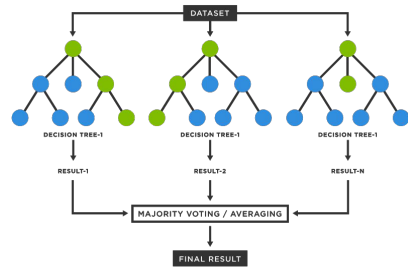 DATASET
DECISION TREE-1 DECISION TREE-1 DECISION TREE-1
RESULT-1 RESULT-2 RESULT-N
MAJORITY VOTING / AVERAGING
FINAL RESULT